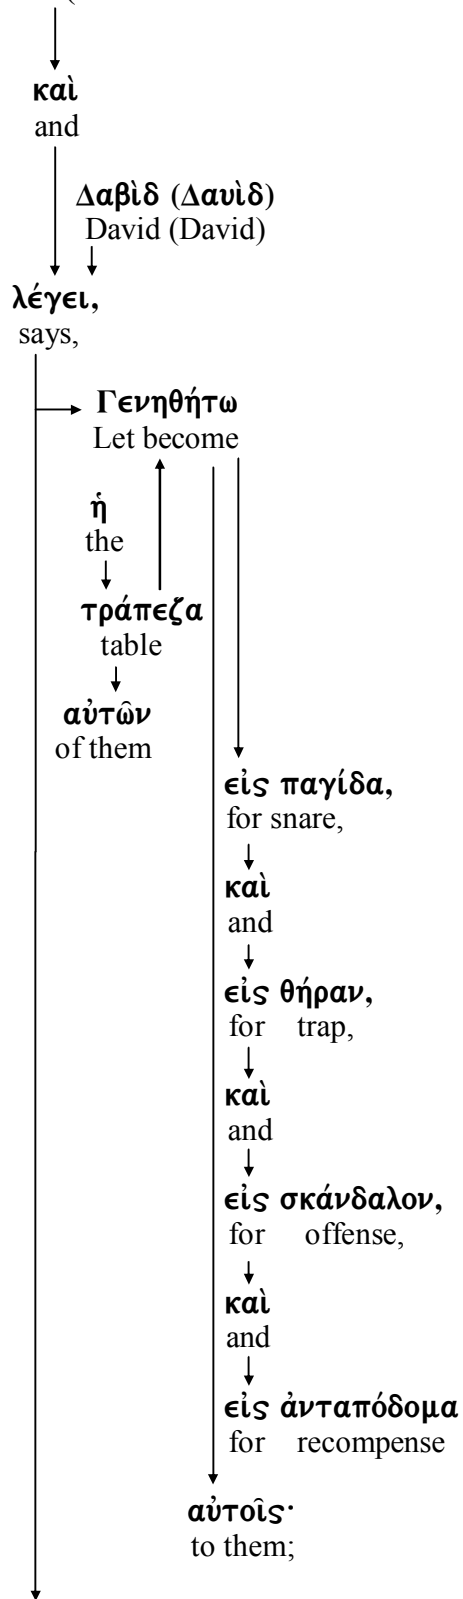 καὶ
and
Δαβὶδ (Δαυὶδ)
David (David)
λέγει,
says,
Γενηθήτω
Let become
ἡ
the
τράπεζα
table
αὐτῶν
of them
εἰς παγίδα,
for snare,
καὶ
and
εἰς θήραν,
for trap,
καὶ
and
εἰς σκάνδαλον,
for offense,
καὶ
and
εἰς ἀνταπόδομα
for recompense
αὐτοῖς·
to them;